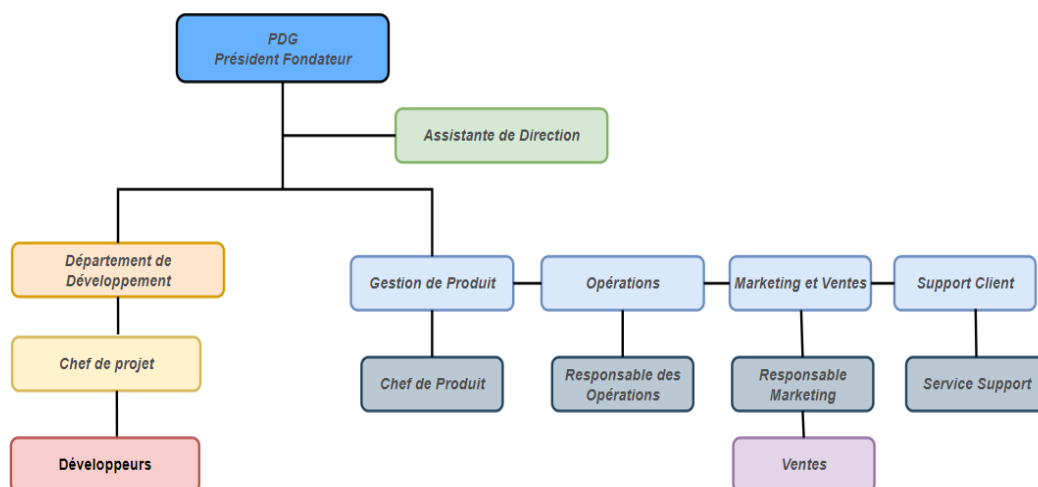 PDG
Président Fondateur
Assistante de Direction
Département de
Développement
Gestion de Produit
Opérations
Marketing et Ventes
Support Client
Chef de projet
Chef de Produit
Responsable des
Opérations
Responsable
Marketing
Service Support
Développeurs
Ventes